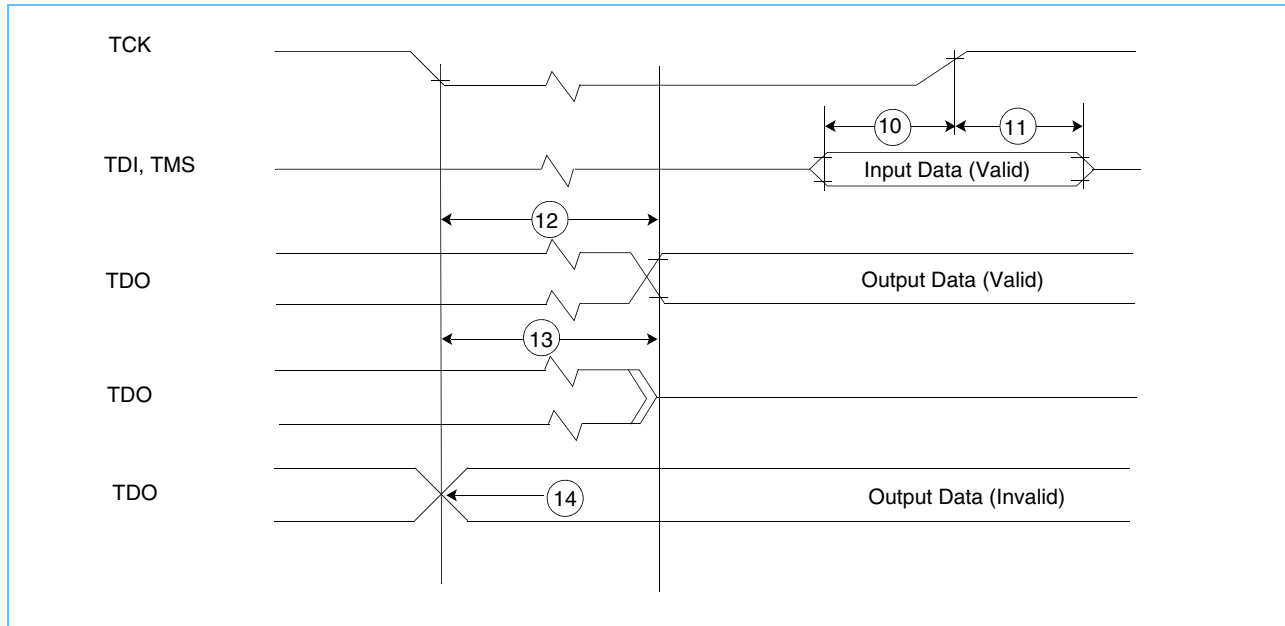 TCK
10
11
TDI, TMS
Input Data (Valid)
12
TDO
Output Data (Valid)
13
TDO
TDO
14
Output Data (Invalid)